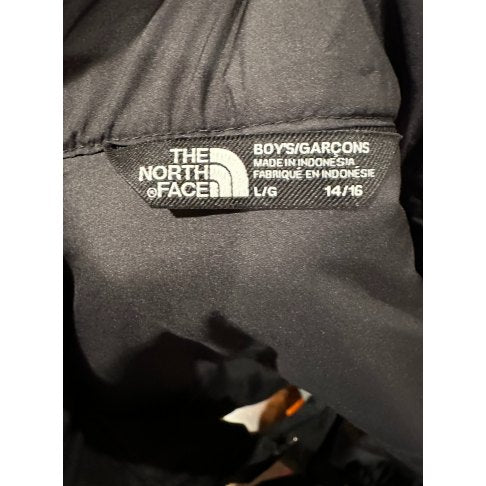 THE
NORTH
®FACE
BOY'S/GARÇONS
MADE IN INDONESIA
FABRIQUÉ EN INDONÉSIE
L/G 14/16